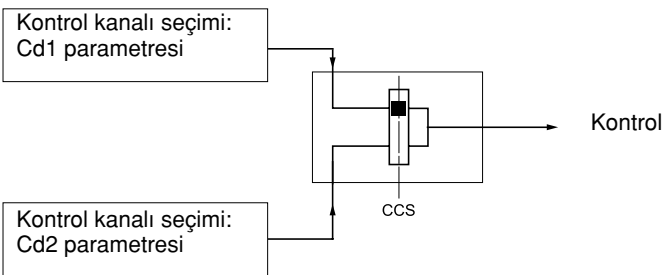 Kontrol kanalı seçimi:
Cd1 parametresi
Kontrol
CCS
Kontrol kanalı seçimi:
Cd2 parametresi